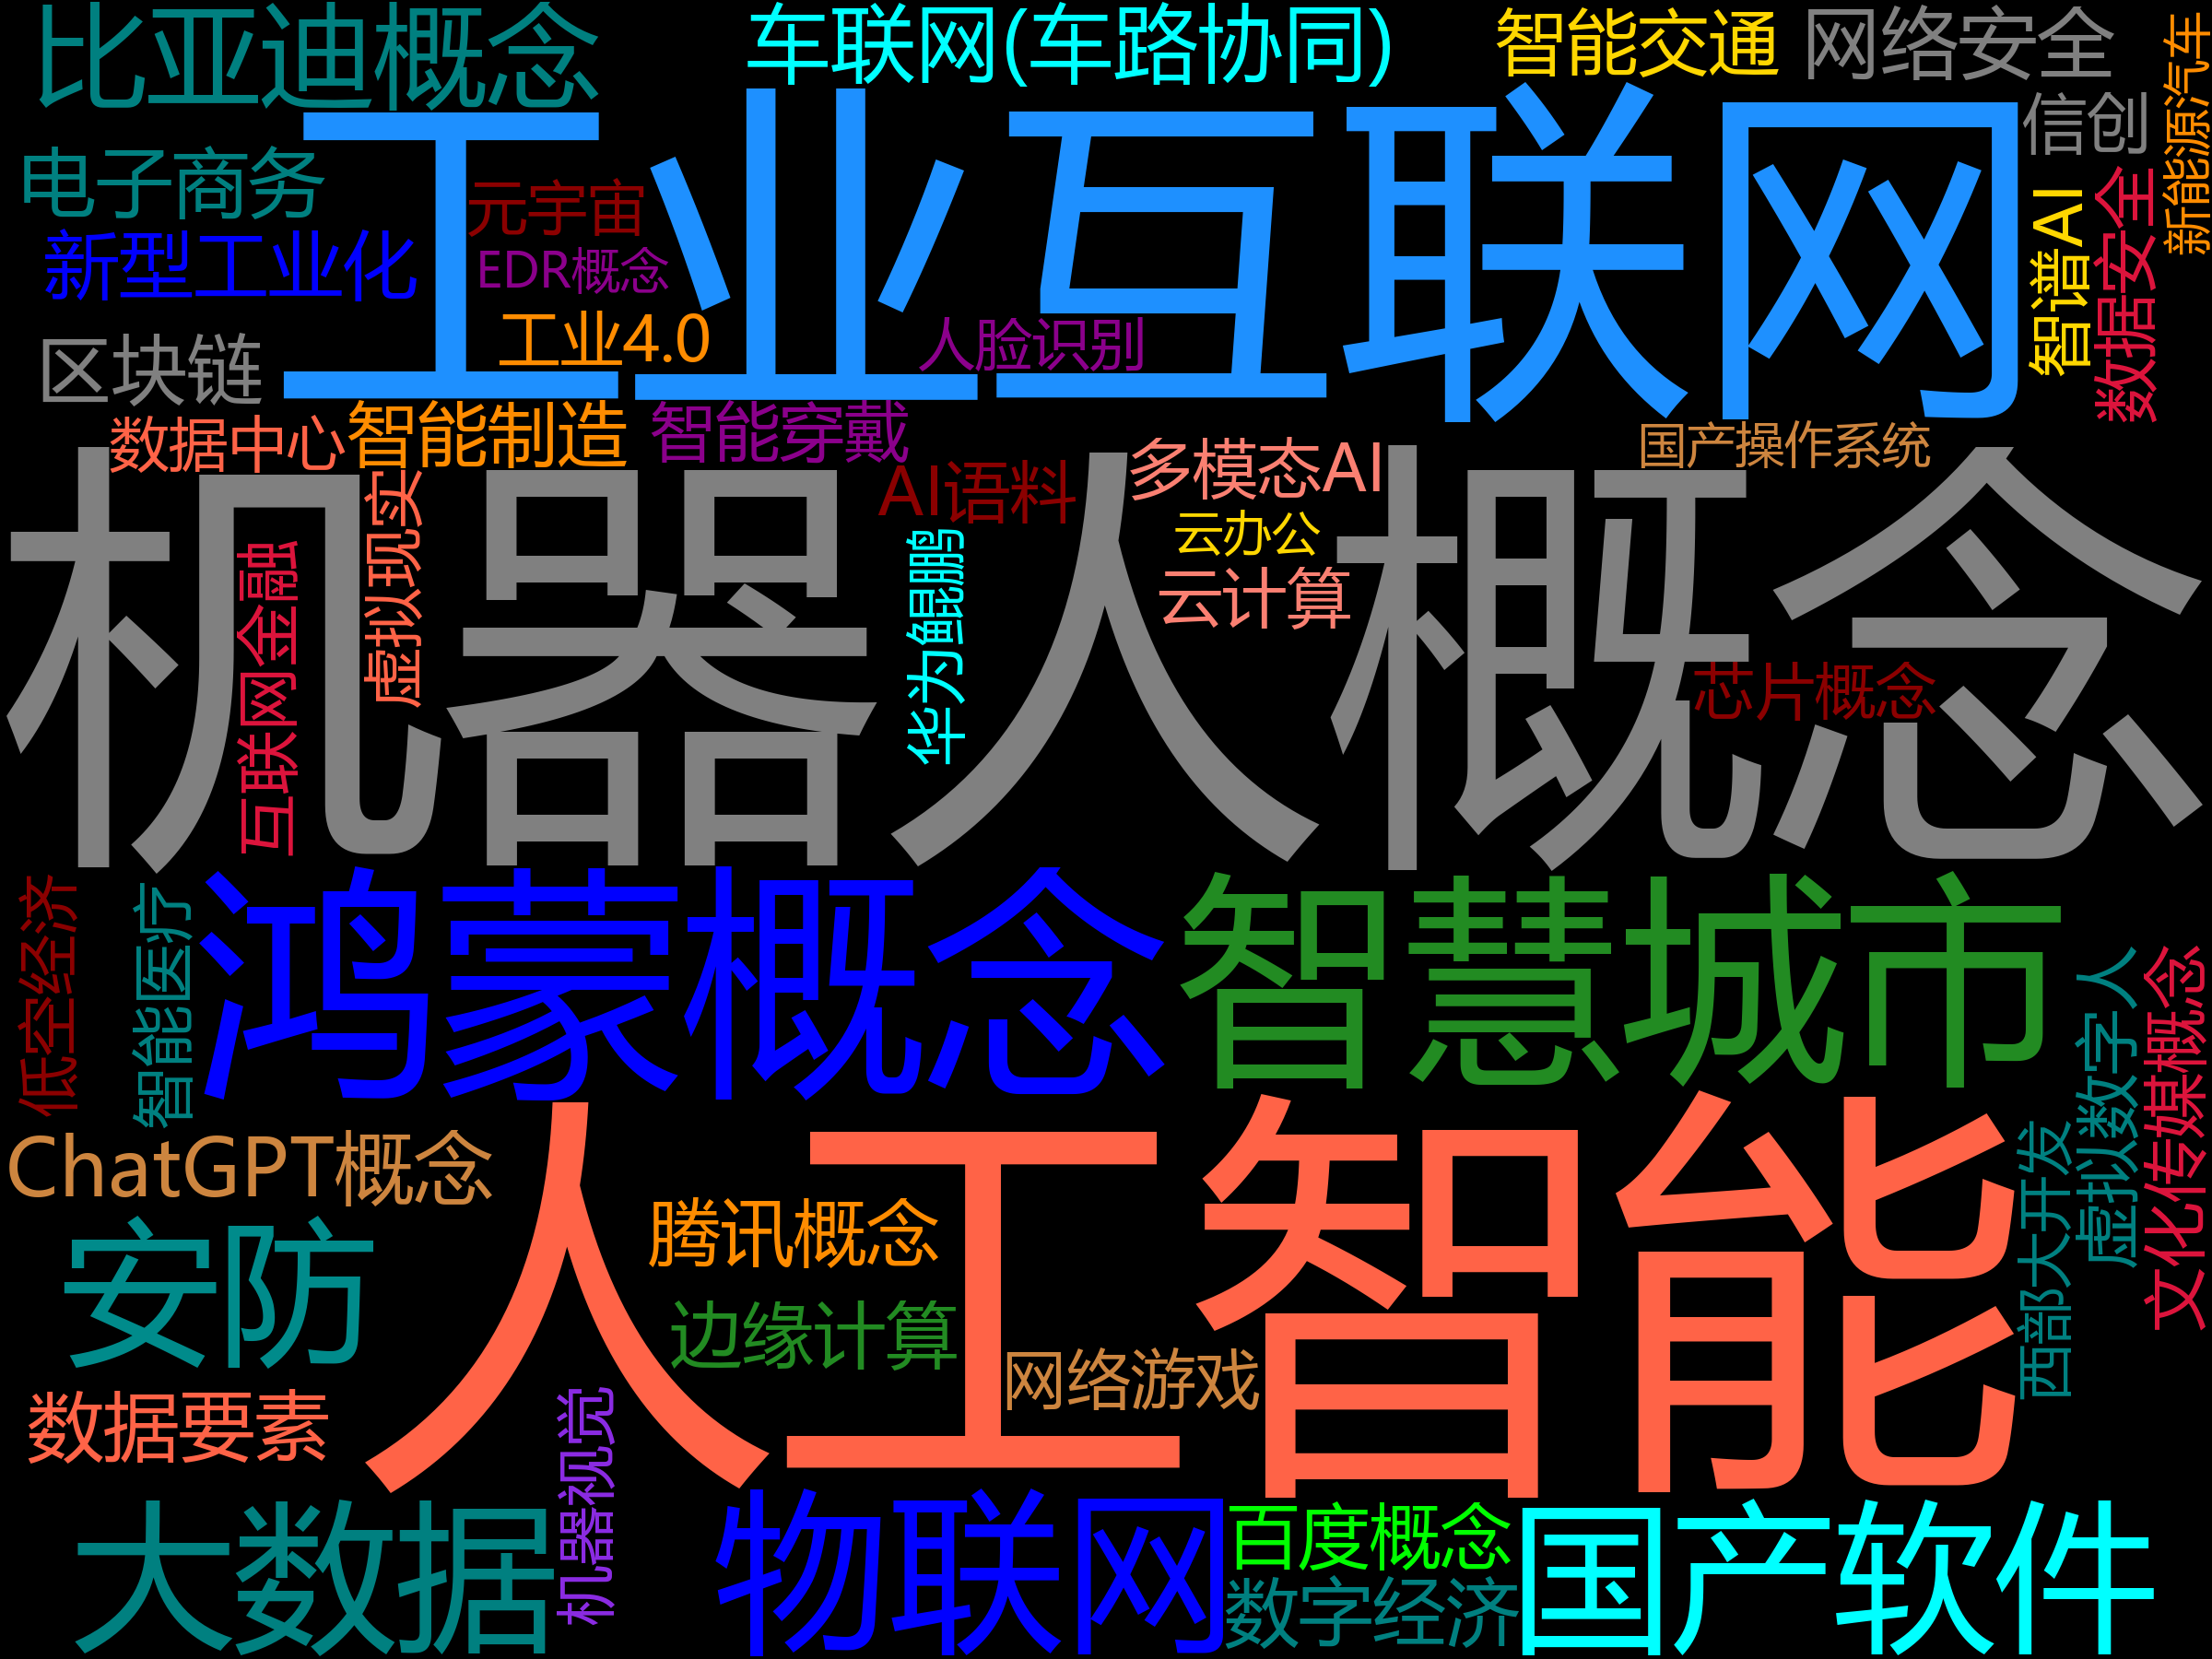 比亚迪概念
车联网(车路协同)
智能交通
网络安全
新能源汽车
工业互联网
信创
电子商务
元宇宙
智谱AI
数据安全
新型工业化
EDR概念
工业4.0
人脸识别
区块链
数据中心
智能制造
智能穿戴
国产操作系统
机器人概念
AI语料
多模态AI
云办公
云计算
虚拟现实
互联网金融
华为鲲鹏
芯片概念
低空经济
智能医疗
鸿蒙概念
智慧城市
虚拟数字人
文化传媒概念
西部大开发
ChatGPT概念
人工智能
腾讯概念
安防
边缘计算
网络游戏
数据要素
机器视觉
大数据
物联网
百度概念
数字经济
国产软件